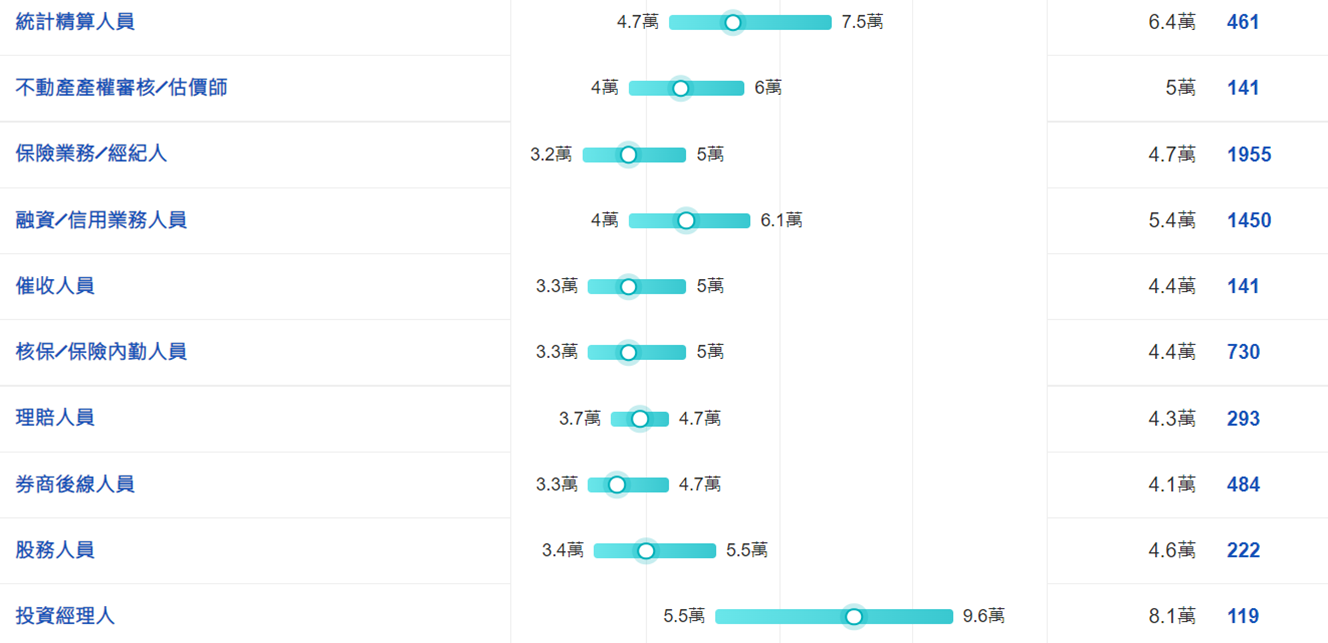 統計精算人員 4.7萬 7.5萬 6.4萬 461
不動產產權審核/估價師 4萬 6萬 5萬 141
保險業務/經紀人 3.2萬 5萬 4.7萬 1955
融資/信用業務人員 4萬 6.1萬 5.4萬 1450
催收人員 3.3萬 5萬 4.4萬 141
核保/保險內勤人員 3.3萬 5萬 4.4萬 730
理賠人員 3.7萬 4.7萬 4.3萬 293
券商後線人員 3.3萬 4.7萬 4.1萬 484
股務人員 3.4萬 5.5萬 4.6萬 222
投資經理人 5.5萬 9.6萬 8.1萬 119